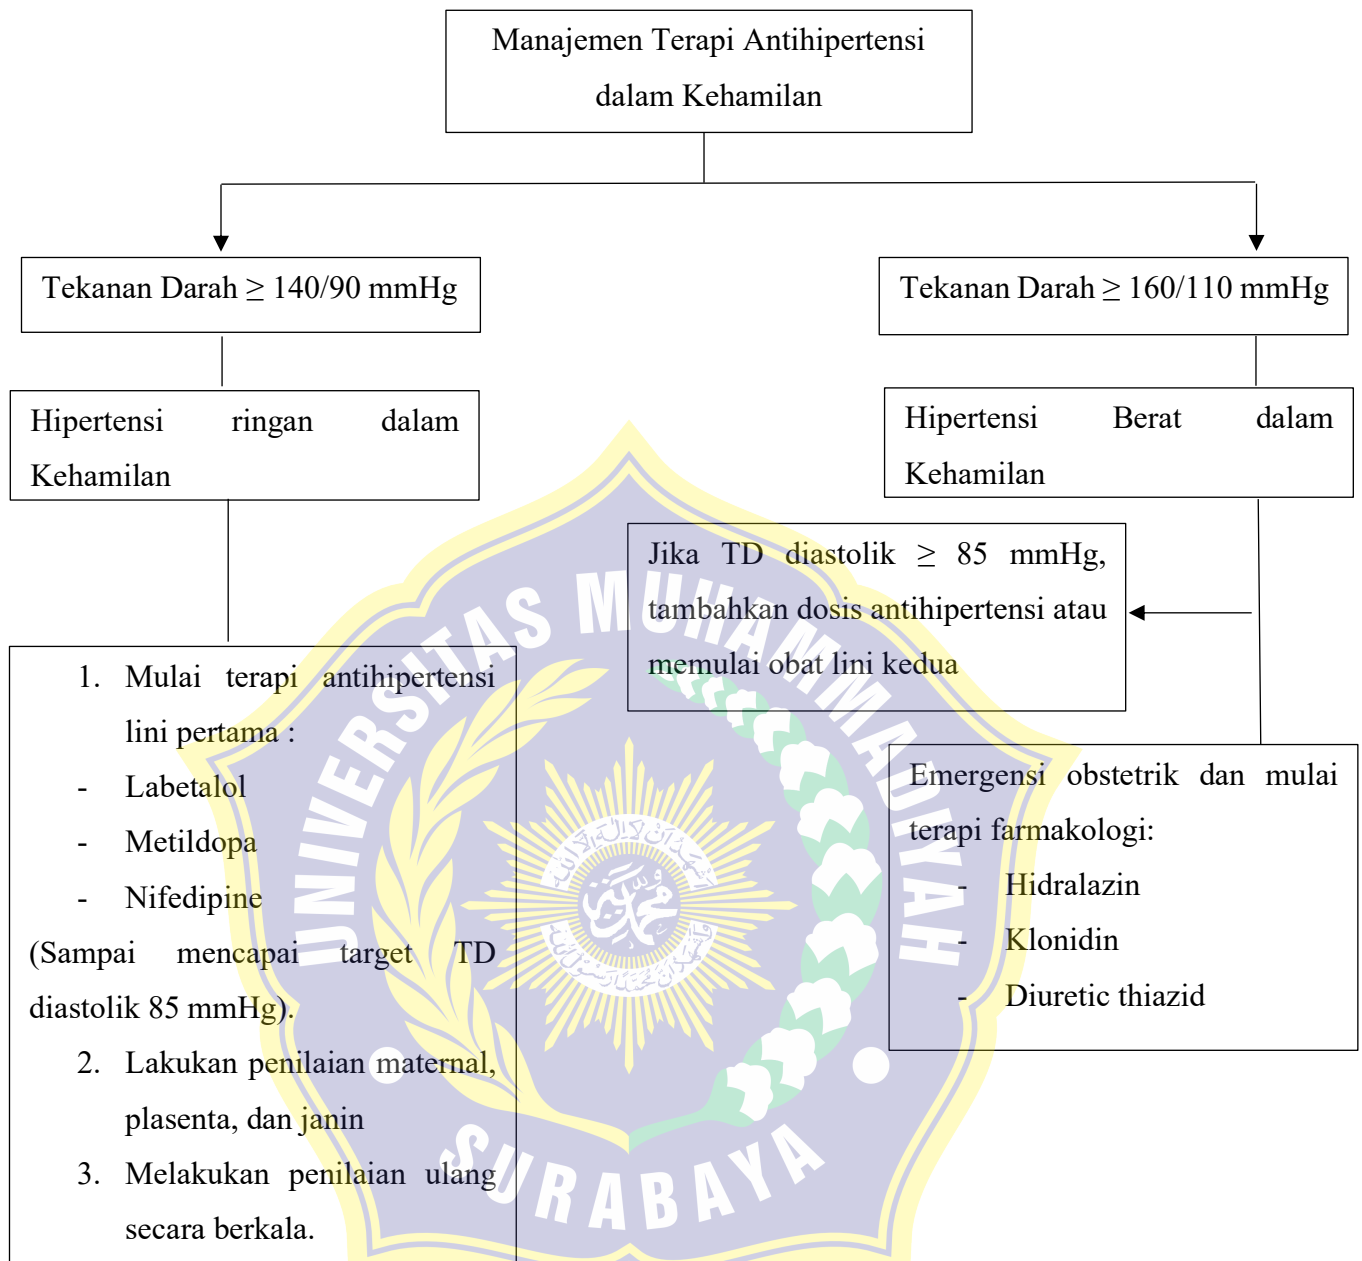 Manajemen Terapi Antihipertensi
dalam Kehamilan
Tekanan Darah ≥ 140/90 mmHg
Tekanan Darah ≥ 160/110 mmHg
Hipertensi ringan dalam
Kehamilan
Hipertensi Berat dalam
Kehamilan
Jika TD diastolik ≥ 85 mmHg,
tambahkan dosis antihipertensi atau
memulai obat lini kedua
1. Mulai terapi antihipertensi
lini pertama :
- Labetalol
- Metildopa
- Nifedipine
(Sampai mencapai target TD
diastolik 85 mmHg).
2. Lakukan penilaian maternal,
plasenta, dan janin
3. Melakukan penilaian ulang
secara berkala.
Emergensi obstetrik dan mulai
terapi farmakologi:
- Hidralazin
- Klonidin
- Diuretic thiazid
UNIVERSITAS MUHAMMADIYAH
SURABAYA